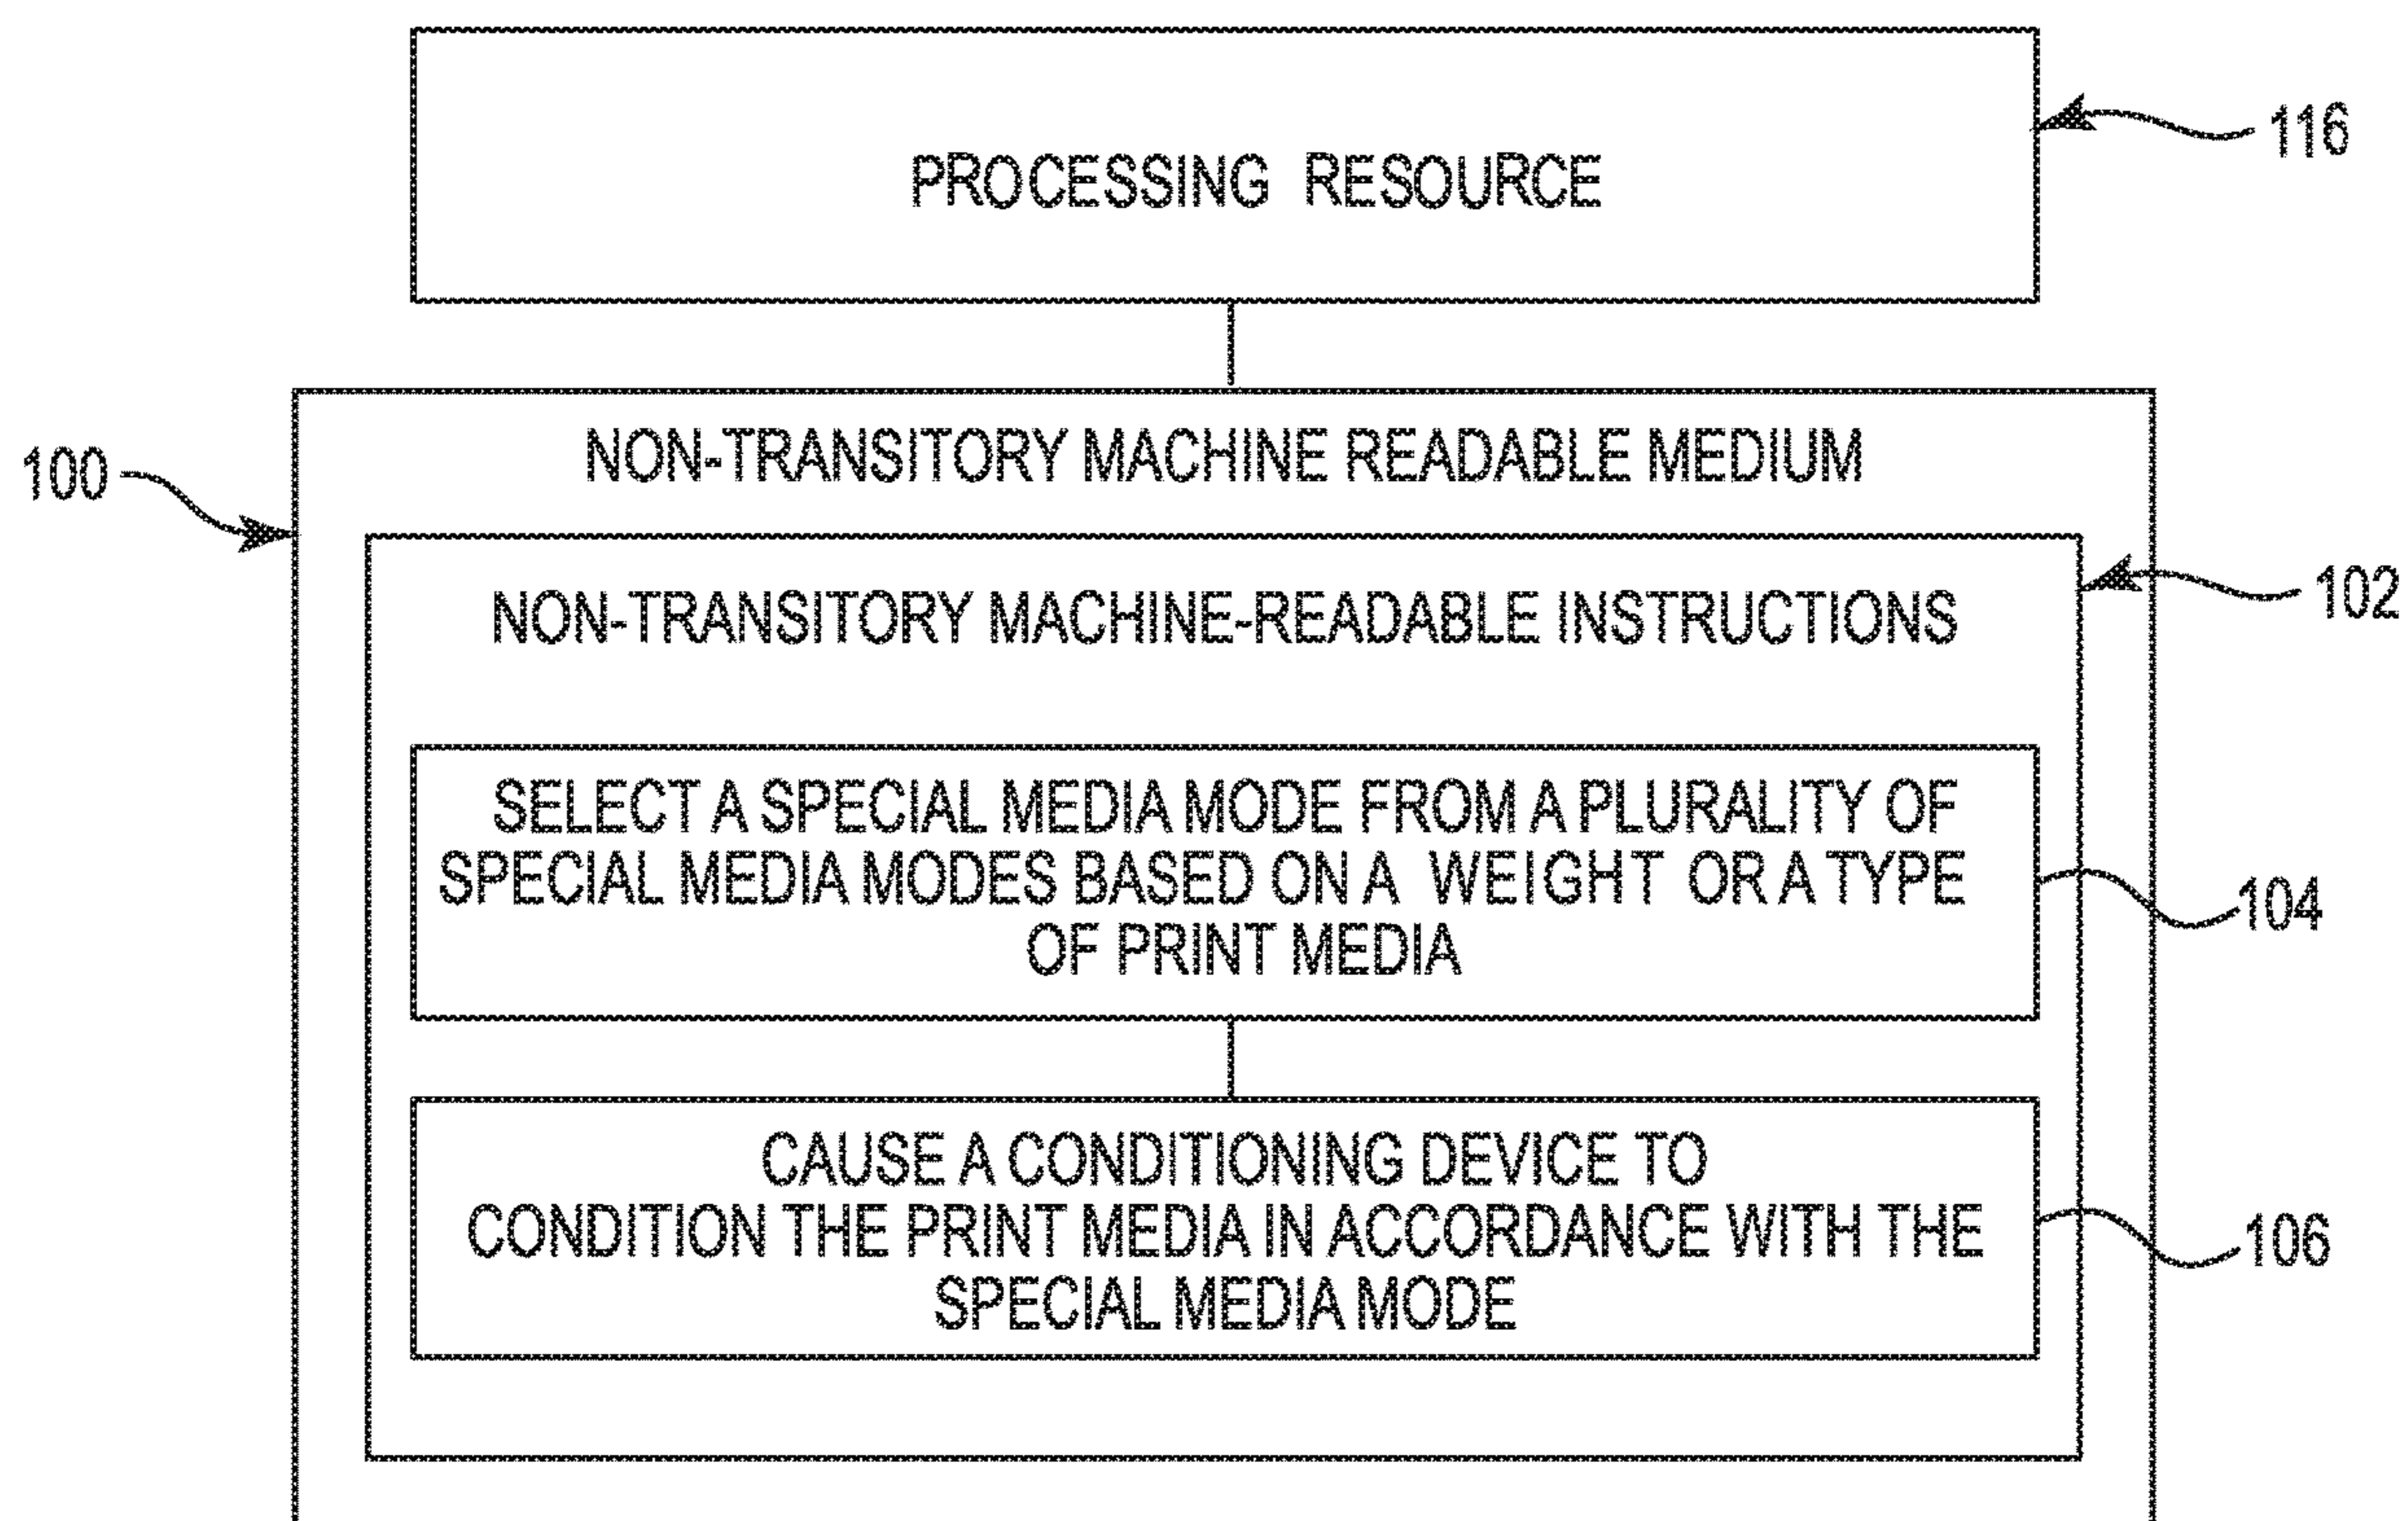 PROCESSING RESOURCE
116
NON-TRANSITORY MACHINE READABLE MEDIUM
100
NON-TRANSITORY MACHINE-READABLE INSTRUCTIONS
102
SELECT A SPECIAL MEDIA MODE FROM A PLURALITY OF
SPECIAL MEDIA MODES BASED ON A WEIGHT OR A TYPE
OF PRINT MEDIA
104
CAUSE A CONDITIONING DEVICE TO
CONDITION THE PRINT MEDIA IN ACCORDANCE WITH THE
SPECIAL MEDIA MODE
106